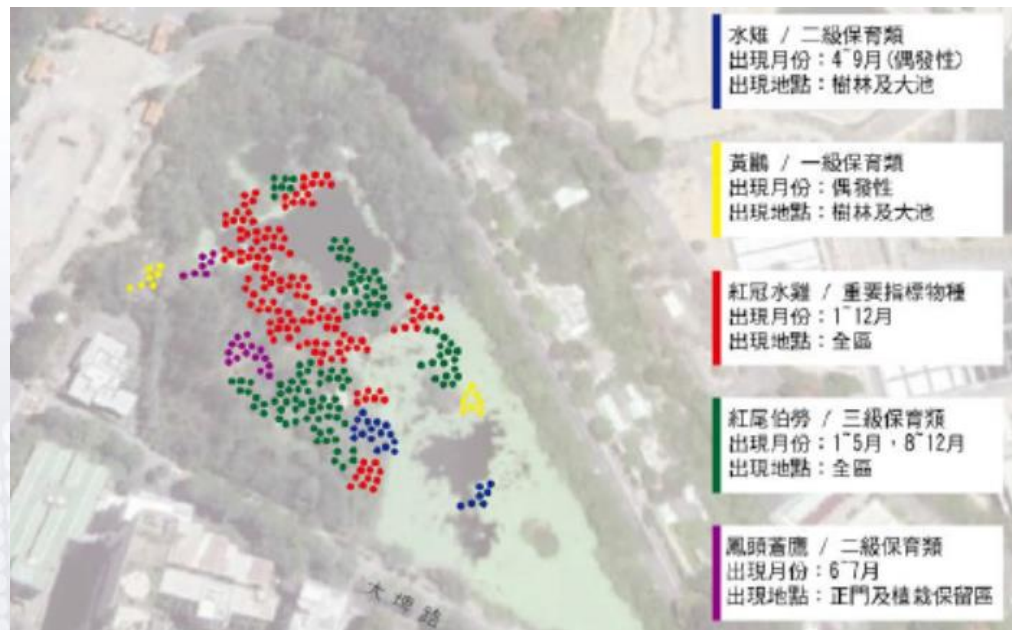 水雉 / 二級保育類
出現月份：4~9月(偶發性)
出現地點：樹林及大池
黃鸝 / 一級保育類
出現月份：偶發性
出現地點：樹林及大池
紅冠水雞 / 重要指標物種
出現月份：1~12月
出現地點：全區
紅尾伯勞 / 三級保育類
出現月份：1~5月，8~12月
出現地點：全區
鳳頭蒼鷹 / 二級保育類
出現月份：6~7月
出現地點：正門及植栽保留區
大埤路